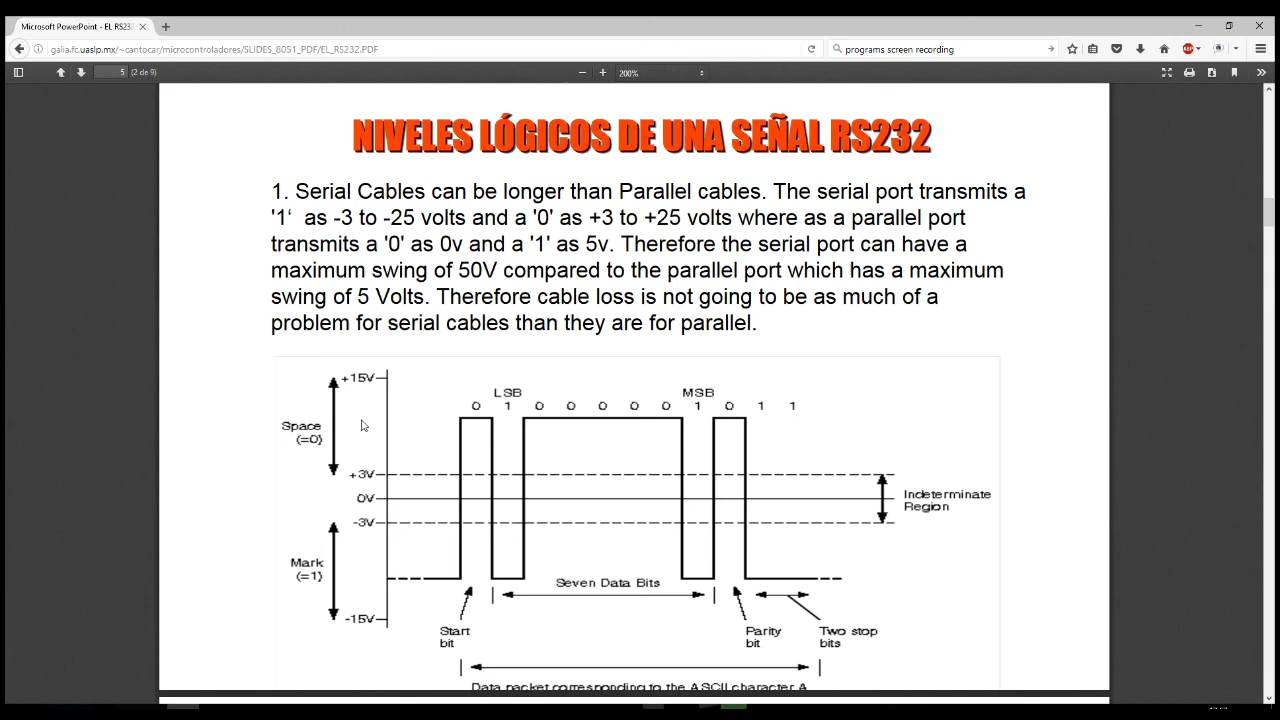 Microsoft PowerPoint - EL RS232
galia.fc.uaslp.mx/~cantocar/microcontroladores/SLIDES_8051_PDF/EL_RS232.PDF
programs screen recording
5 (2 de 9)
200%
NIVELES LÓGICOS DE UNA SEÑAL RS232
1. Serial Cables can be longer than Parallel cables. The serial port transmits a
'1‘ as -3 to -25 volts and a '0' as +3 to +25 volts where as a parallel port
transmits a '0' as 0v and a '1' as 5v. Therefore the serial port can have a
maximum swing of 50V compared to the parallel port which has a maximum
swing of 5 Volts. Therefore cable loss is not going to be as much of a
problem for serial cables than they are for parallel.
+15V
LSB MSB
0 1 0 0 0 0 0 1 0 1 1
Space
(=0)
+3V
0V
-3V
Indeterminate
Region
Mark
(=1)
Seven Data Bits
-15V
Start
bit
Parity
bit
Two stop
bits
Data packet corresponding to the ASCII character A